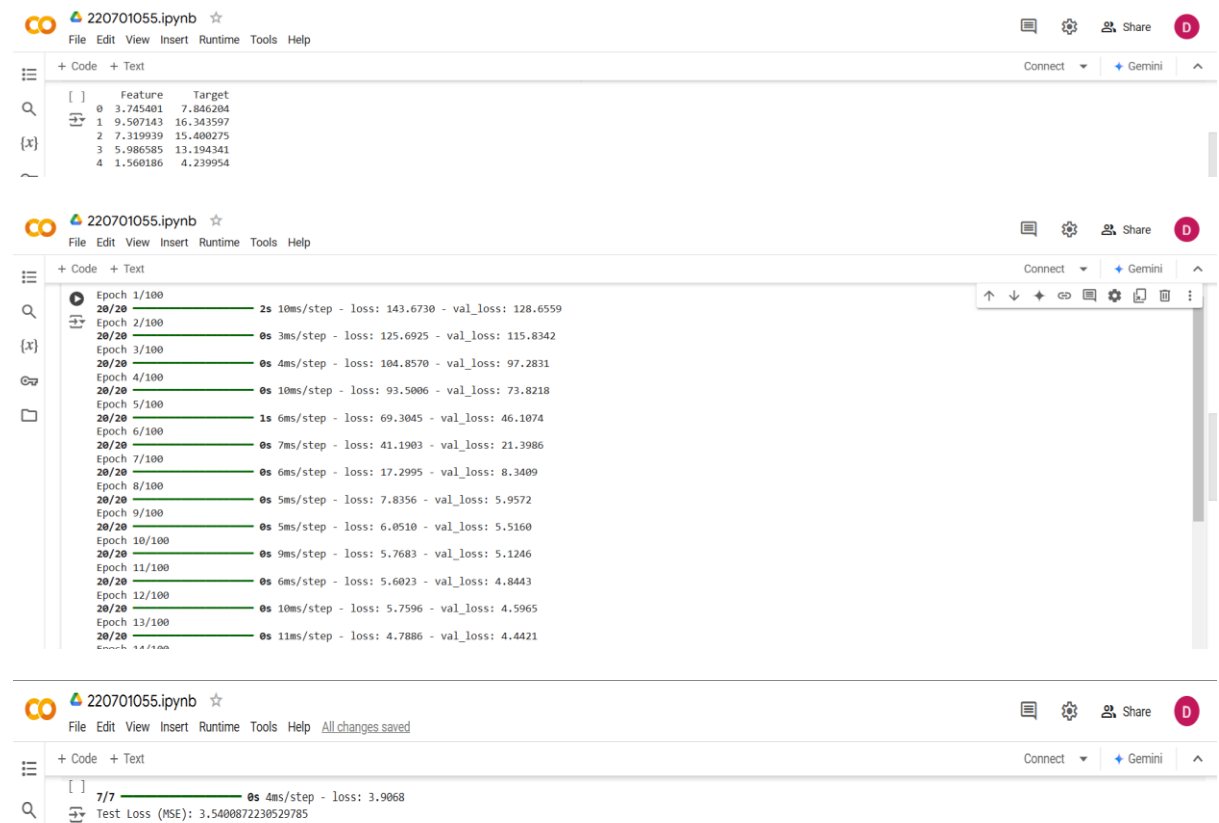 CO 220701055.ipynb
File Edit View Insert Runtime Tools Help
Share D
+ Code + Text Connect Gemini
{x}
[ ] Feature Target
0 3.745401 7.846204
1 9.507143 16.343597
2 7.319939 15.400275
3 5.986585 13.194341
4 1.560186 4.239954
CO 220701055.ipynb
File Edit View Insert Runtime Tools Help
Share D
+ Code + Text Connect Gemini
{x}
Epoch 1/100
20/20 2s 10ms/step - loss: 143.6730 - val_loss: 128.6559
Epoch 2/100
20/20 0s 3ms/step - loss: 125.6925 - val_loss: 115.8342
Epoch 3/100
20/20 0s 4ms/step - loss: 104.8570 - val_loss: 97.2831
Epoch 4/100
20/20 0s 10ms/step - loss: 93.5006 - val_loss: 73.8218
Epoch 5/100
20/20 1s 6ms/step - loss: 69.3045 - val_loss: 46.1074
Epoch 6/100
20/20 0s 7ms/step - loss: 41.1903 - val_loss: 21.3986
Epoch 7/100
20/20 0s 6ms/step - loss: 17.2995 - val_loss: 8.3409
Epoch 8/100
20/20 0s 5ms/step - loss: 7.8356 - val_loss: 5.9572
Epoch 9/100
20/20 0s 5ms/step - loss: 6.0510 - val_loss: 5.5160
Epoch 10/100
20/20 0s 9ms/step - loss: 5.7683 - val_loss: 5.1246
Epoch 11/100
20/20 0s 6ms/step - loss: 5.6023 - val_loss: 4.8443
Epoch 12/100
20/20 0s 10ms/step - loss: 5.7596 - val_loss: 4.5965
Epoch 13/100
20/20 0s 11ms/step - loss: 4.7886 - val_loss: 4.4421
Epoch 14/100
CO 220701055.ipynb
File Edit View Insert Runtime Tools Help All changes saved
Share D
+ Code + Text Connect Gemini
[ ]
7/7 0s 4ms/step - loss: 3.9068
Test Loss (MSE): 3.5400872230529785